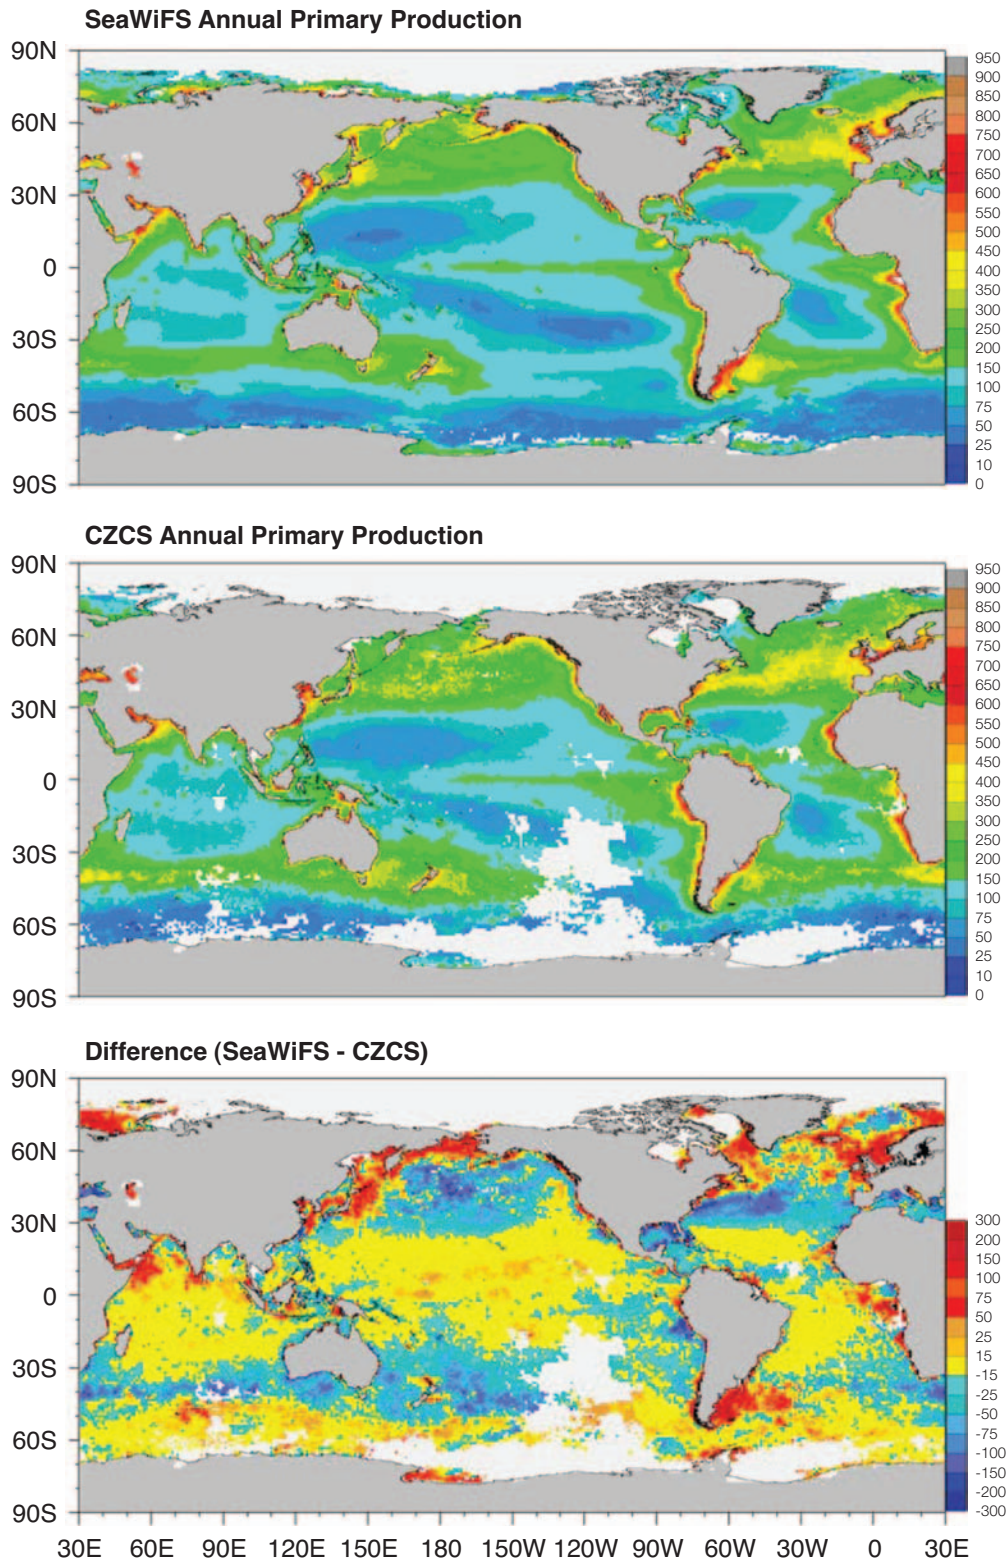 SeaWiFS Annual Primary Production
90N
60N
30N
0
30S
60S
90S
950
900
850
800
750
700
650
600
550
500
450
400
350
300
250
200
150
100
75
50
25
10
0
CZCS Annual Primary Production
90N
60N
30N
0
30S
60S
90S
950
900
850
800
750
700
650
600
550
500
450
400
350
300
250
200
150
100
75
50
25
10
0
Difference (SeaWiFS - CZCS)
90N
60N
30N
0
30S
60S
90S
300
200
150
100
75
50
25
15
-15
-25
-50
-75
-100
-150
-200
-300
30E 60E 90E 120E 150E 180 150W 120W 90W 60W 30W 0 30E